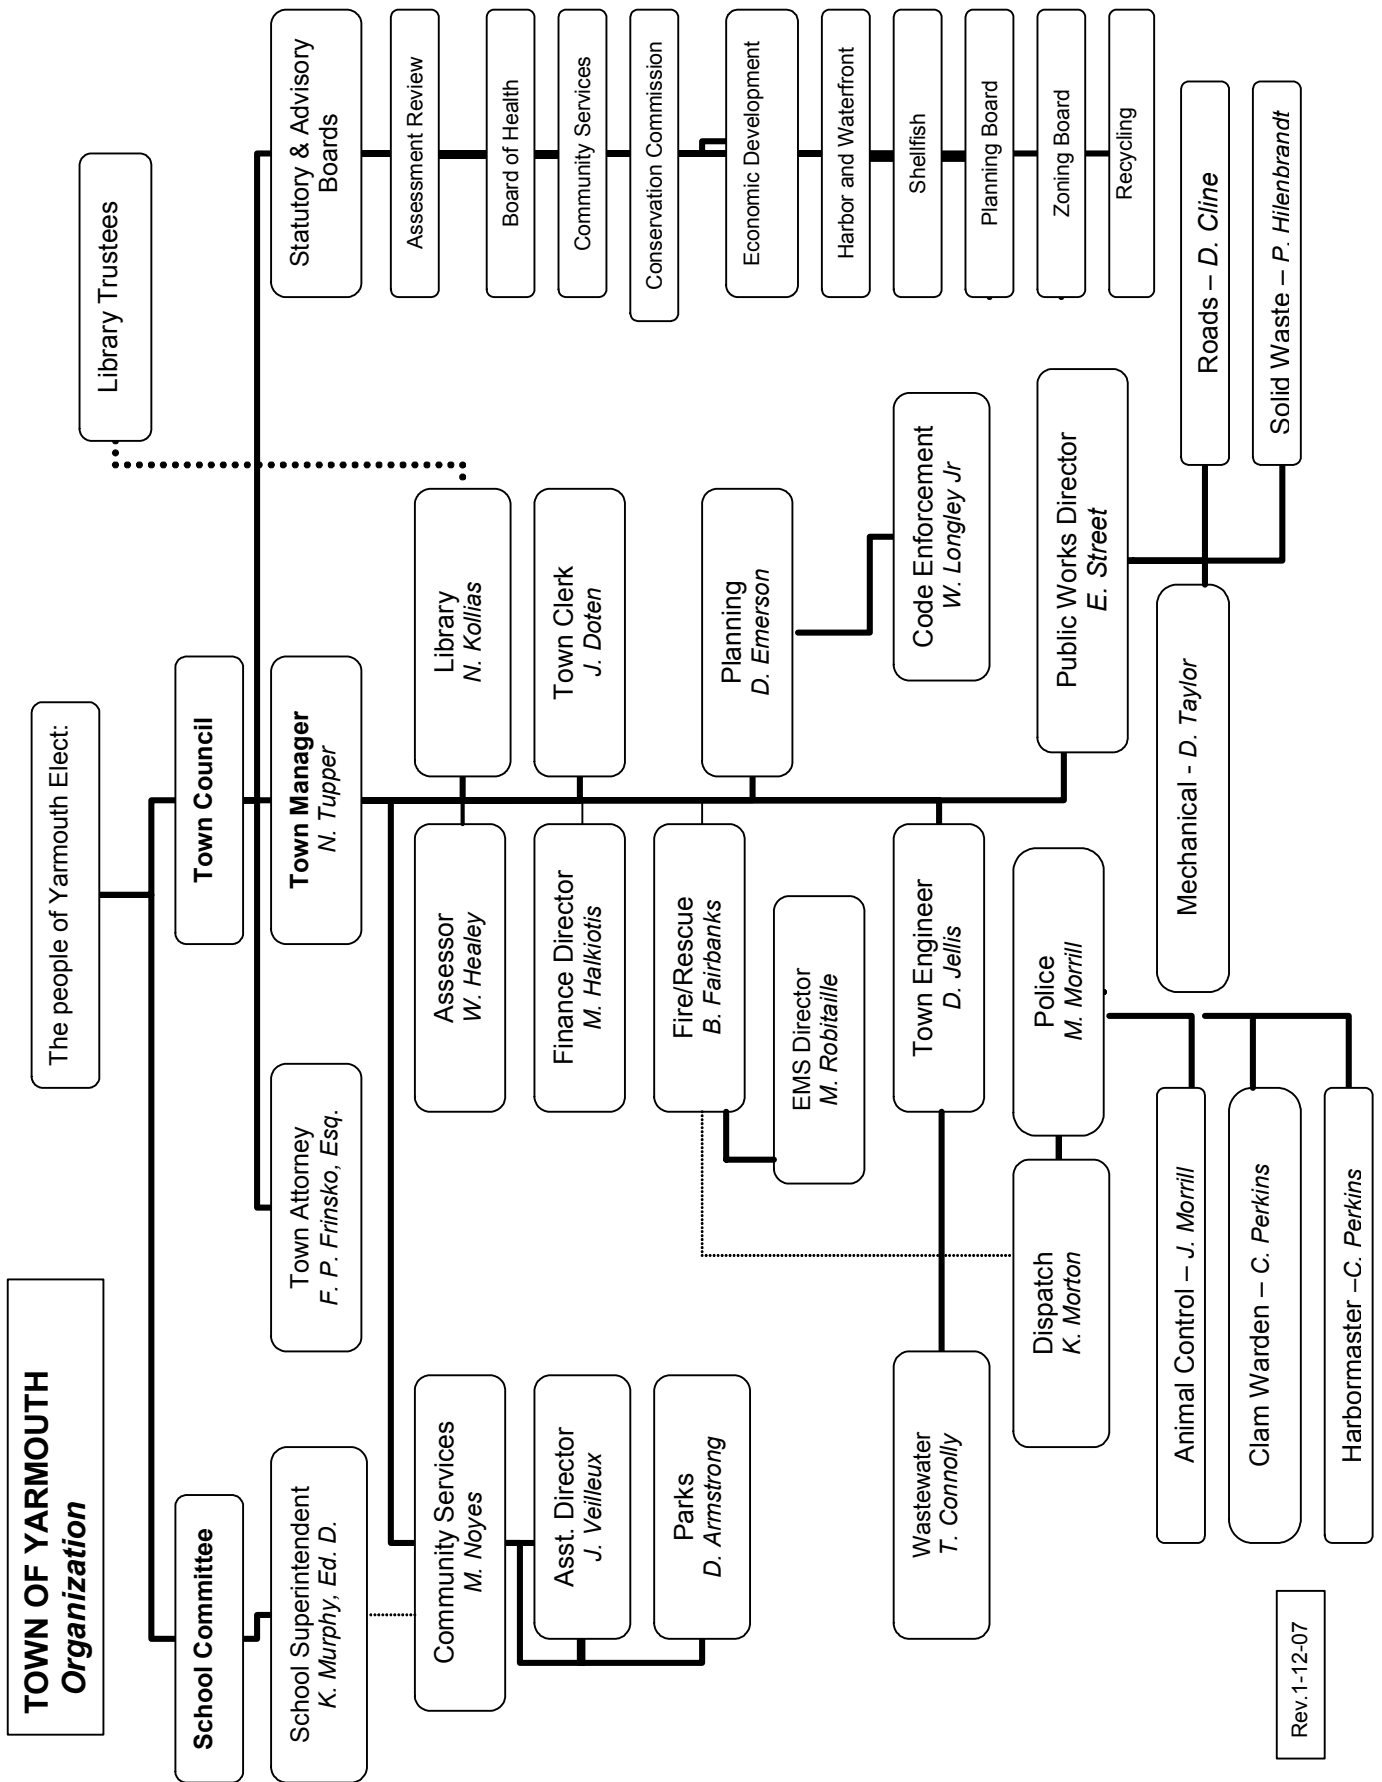 TOWN OF YARMOUTH
Organization
The people of Yarmouth Elect:
Library Trustees
School Committee
Town Council
School Superintendent
K. Murphy, Ed. D.
Town Attorney
F. P. Frinsko, Esq.
Town Manager
N. Tupper
Statutory & Advisory
Boards
Assessment Review
Board of Health
Community Services
Conservation Commission
Economic Development
Harbor and Waterfront
Shellfish
Planning Board
Zoning Board
Recycling
Community Services
M. Noyes
Assessor
W. Healey
Library
N. Kollias
Asst. Director
J. Veilleux
Finance Director
M. Halkiotis
Town Clerk
J. Doten
Parks
D. Armstrong
Fire/Rescue
B. Fairbanks
Planning
D. Emerson
EMS Director
M. Robitaille
Wastewater
T. Connolly
Town Engineer
D. Jellis
Code Enforcement
W. Longley Jr
Dispatch
K. Morton
Police
M. Morrill
Public Works Director
E. Street
Animal Control – J. Morrill
Mechanical - D. Taylor
Roads – D. Cline
Clam Warden – C. Perkins
Solid Waste – P. Hilenbrandt
Harbormaster –C. Perkins
Rev.1-12-07